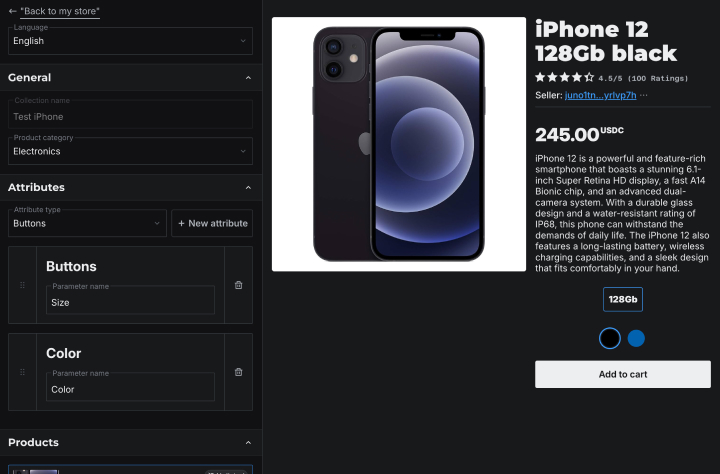 ← "Back to my store"
Language
English
General
Collection name
Test iPhone
Product category
Electronics
Attributes
Attribute type
Buttons
+ New attribute
Buttons
Parameter name
Size
Color
Parameter name
Color
Products
iPhone 12
128Gb black
4.5/5 (100 Ratings)
Seller: juno1tn...yrlvp7h ···
245.00 USDC
iPhone 12 is a powerful and feature-rich
smartphone that boasts a stunning 6.1-
inch Super Retina HD display, a fast A14
Bionic chip, and an advanced dual-
camera system. With a durable glass
design and a water-resistant rating of
IP68, this phone can withstand the
demands of daily life. The iPhone 12 also
features a long-lasting battery, wireless
charging capabilities, and a sleek design
that fits comfortably in your hand.
128Gb
Add to cart